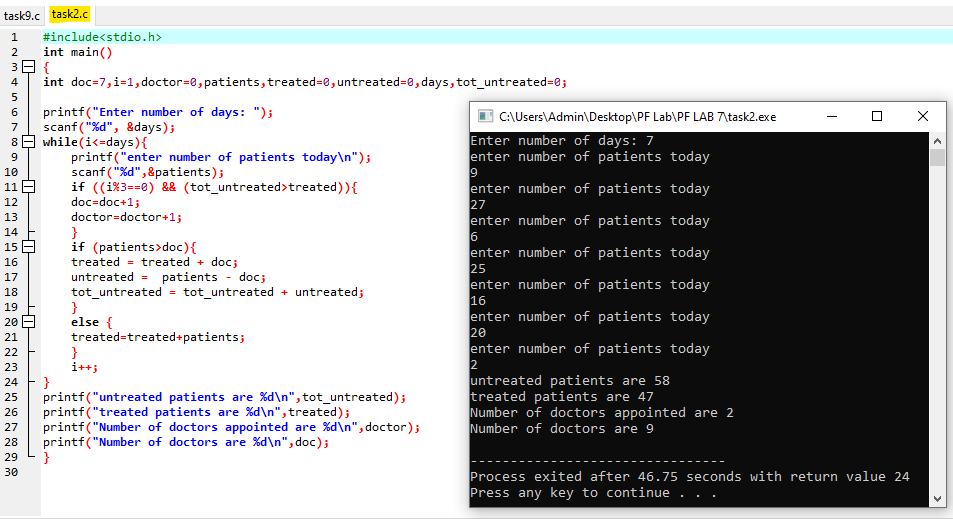 task9.c task2.c
1 #include<stdio.h>
2 int main()
3 {
4 int doc=7,i=1,doctor=0,patients,treated=0,untreated=0,days,tot_untreated=0;
5
6 printf("Enter number of days: ");
7 scanf("%d", &days);
8 while(i<=days){
9 printf("enter number of patients today\n");
10 scanf("%d",&patients);
11 if ((i%3==0) && (tot_untreated>treated)){
12 doc=doc+1;
13 doctor=doctor+1;
14 }
15 if (patients>doc){
16 treated = treated + doc;
17 untreated =  patients - doc;
18 tot_untreated = tot_untreated + untreated;
19 }
20 else {
21 treated=treated+patients;
22 }
23 i++;
24 }
25 printf("untreated patients are %d\n",tot_untreated);
26 printf("treated patients are %d\n",treated);
27 printf("Number of doctors appointed are %d\n",doctor);
28 printf("Number of doctors are %d\n",doc);
29 }
30
C:\Users\Admin\Desktop\PF Lab\PF LAB 7\task2.exe
Enter number of days: 7
enter number of patients today
9
enter number of patients today
27
enter number of patients today
6
enter number of patients today
25
enter number of patients today
16
enter number of patients today
20
enter number of patients today
2
untreated patients are 58
treated patients are 47
Number of doctors appointed are 2
Number of doctors are 9
--------------------------------
Process exited after 46.75 seconds with return value 24
Press any key to continue . . .